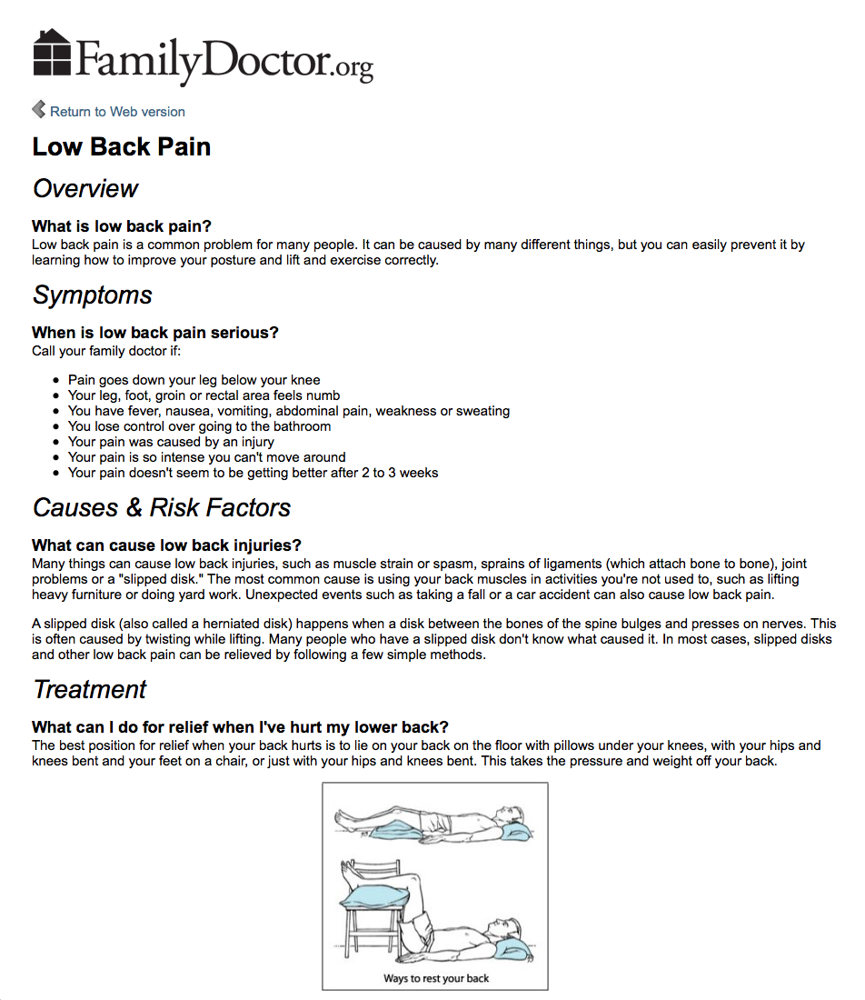 FamilyDoctor.org
Return to Web version
Low Back Pain
Overview
What is low back pain?
Low back pain is a common problem for many people. It can be caused by many different things, but you can easily prevent it by
learning how to improve your posture and lift and exercise correctly.
Symptoms
When is low back pain serious?
Call your family doctor if:
• Pain goes down your leg below your knee
• Your leg, foot, groin or rectal area feels numb
• You have fever, nausea, vomiting, abdominal pain, weakness or sweating
• You lose control over going to the bathroom
• Your pain was caused by an injury
• Your pain is so intense you can't move around
• Your pain doesn't seem to be getting better after 2 to 3 weeks
Causes & Risk Factors
What can cause low back injuries?
Many things can cause low back injuries, such as muscle strain or spasm, sprains of ligaments (which attach bone to bone), joint
problems or a "slipped disk." The most common cause is using your back muscles in activities you're not used to, such as lifting
heavy furniture or doing yard work. Unexpected events such as taking a fall or a car accident can also cause low back pain.
A slipped disk (also called a herniated disk) happens when a disk between the bones of the spine bulges and presses on nerves. This
is often caused by twisting while lifting. Many people who have a slipped disk don't know what caused it. In most cases, slipped disks
and other low back pain can be relieved by following a few simple methods.
Treatment
What can I do for relief when I've hurt my lower back?
The best position for relief when your back hurts is to lie on your back on the floor with pillows under your knees, with your hips and
knees bent and your feet on a chair, or just with your hips and knees bent. This takes the pressure and weight off your back.
Ways to rest your back